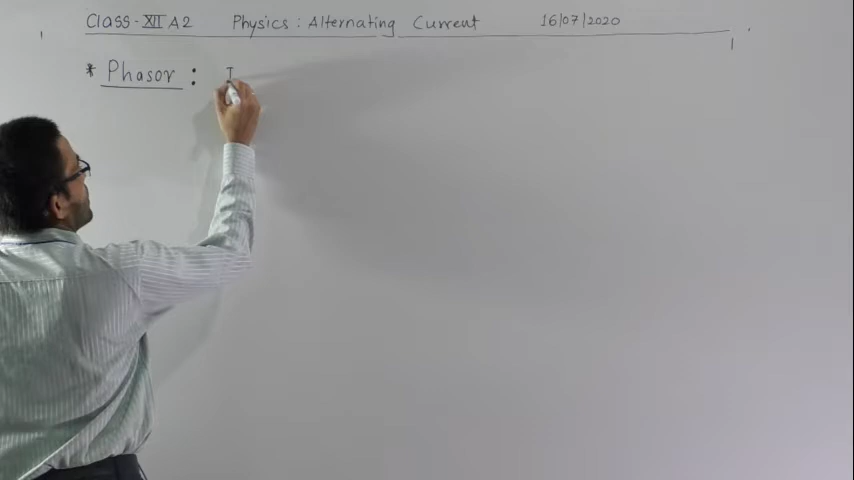 Class - XII A2 Physics : Alternating Current 16/07/2020
* Phasor : I